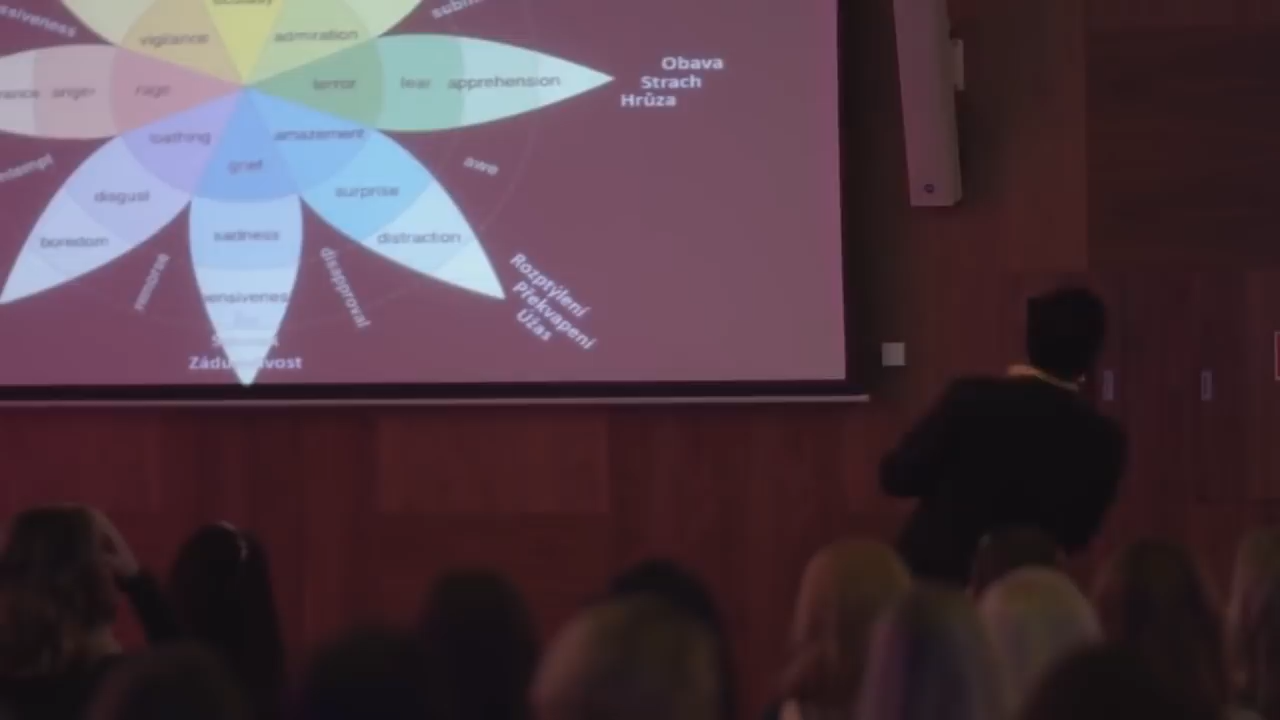 vigilance
admiration
rage
terror
fear
apprehension
anger
loathing
amazement
grief
disgust
surprise
boredom
sadness
distraction
awe
remorse
disapproval
Obava
Strach
Hrůza
Rozptýlení
Překvapení
Úžas